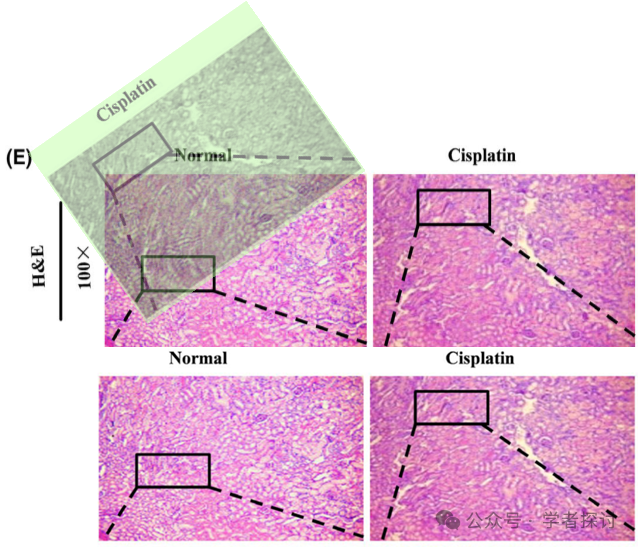 Cisplatin
(E)
Normal
Cisplatin
H&E
100×
Normal
Cisplatin
公众号 · 学者探讨